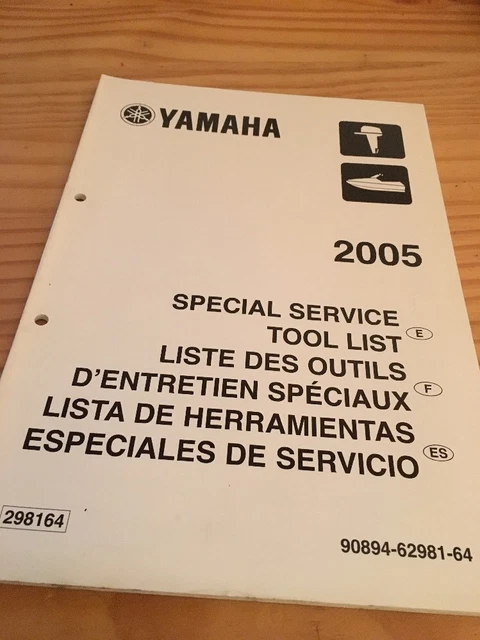 YAMAHA
2005
SPECIAL SERVICE
TOOL LIST E
LISTE DES OUTILS
D'ENTRETIEN SPÉCIAUX F
LISTA DE HERRAMIENTAS
ESPECIALES DE SERVICIO ES
298164
90894-62981-64